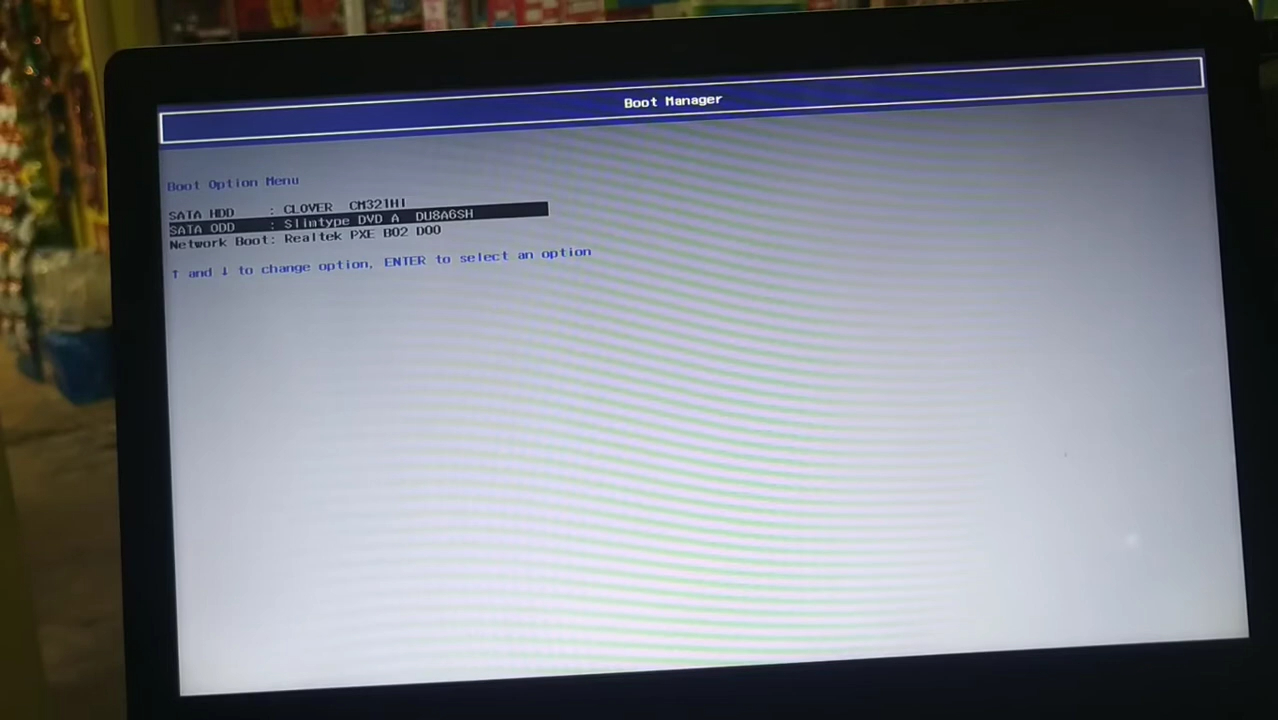 Boot Manager
Boot Option Menu
SATA HDD : CLOVER CM321HI
SATA ODD : Slimtype DVD A DU8A6SH
Network Boot: Realtek PXE B02 D00
↑ and ↓ to change option, ENTER to select an option